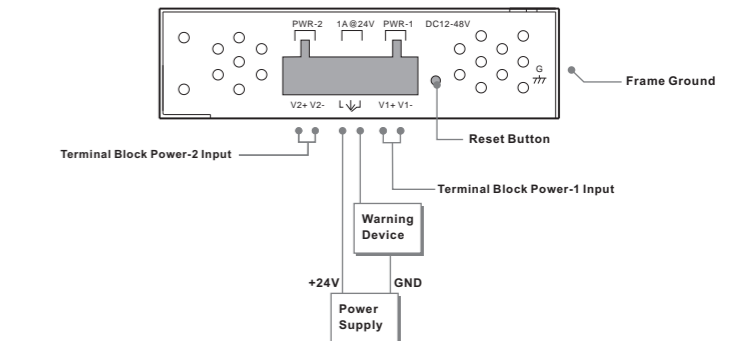 PWR-2 1A@24V PWR-1 DC12-48V
G
Frame Ground
V2+ V2- V1+ V1-
Reset Button
Terminal Block Power-2 Input
Terminal Block Power-1 Input
Warning
Device
+24V GND
Power
Supply